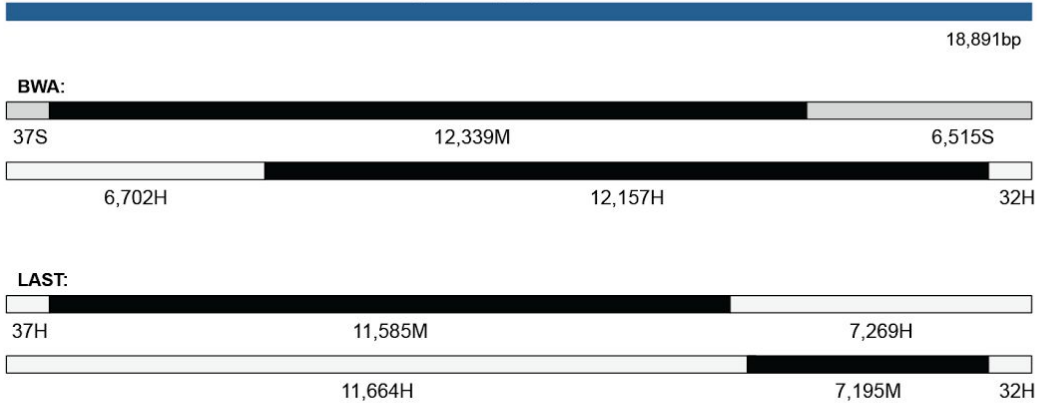 18,891bp
BWA:
37S 12,339M 6,515S
6,702H 12,157H 32H
LAST:
37H 11,585M 7,269H
11,664H 7,195M 32H